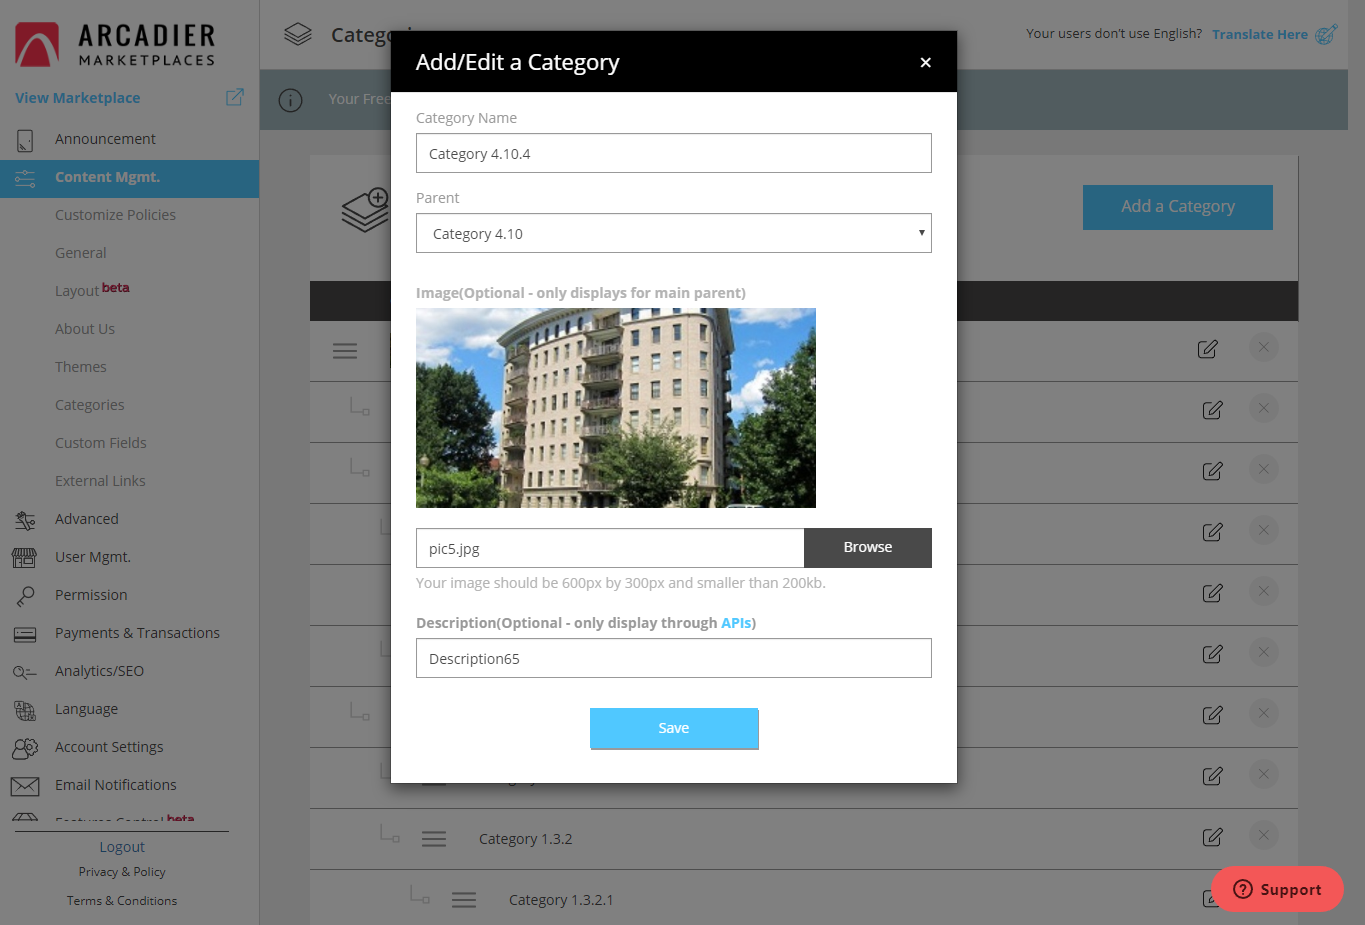 ARCADIER
MARKETPLACES
View Marketplace
Announcement
Content Mgmt.
Customize Policies
General
Layout beta
About Us
Themes
Categories
Custom Fields
External Links
Advanced
User Mgmt.
Permission
Payments & Transactions
Analytics/SEO
Language
Account Settings
Email Notifications
Features Control beta
Logout
Privacy & Policy
Terms & Conditions
Your users don't use English? Translate Here
Your Free
Add a Category
Add/Edit a Category ×
Category Name
Category 4.10.4
Parent
Category 4.10
Image(Optional - only displays for main parent)
pic5.jpg Browse
Your image should be 600px by 300px and smaller than 200kb.
Description(Optional - only display through APIs)
Description65
Save
Category 1.3.2
Category 1.3.2.1
Support